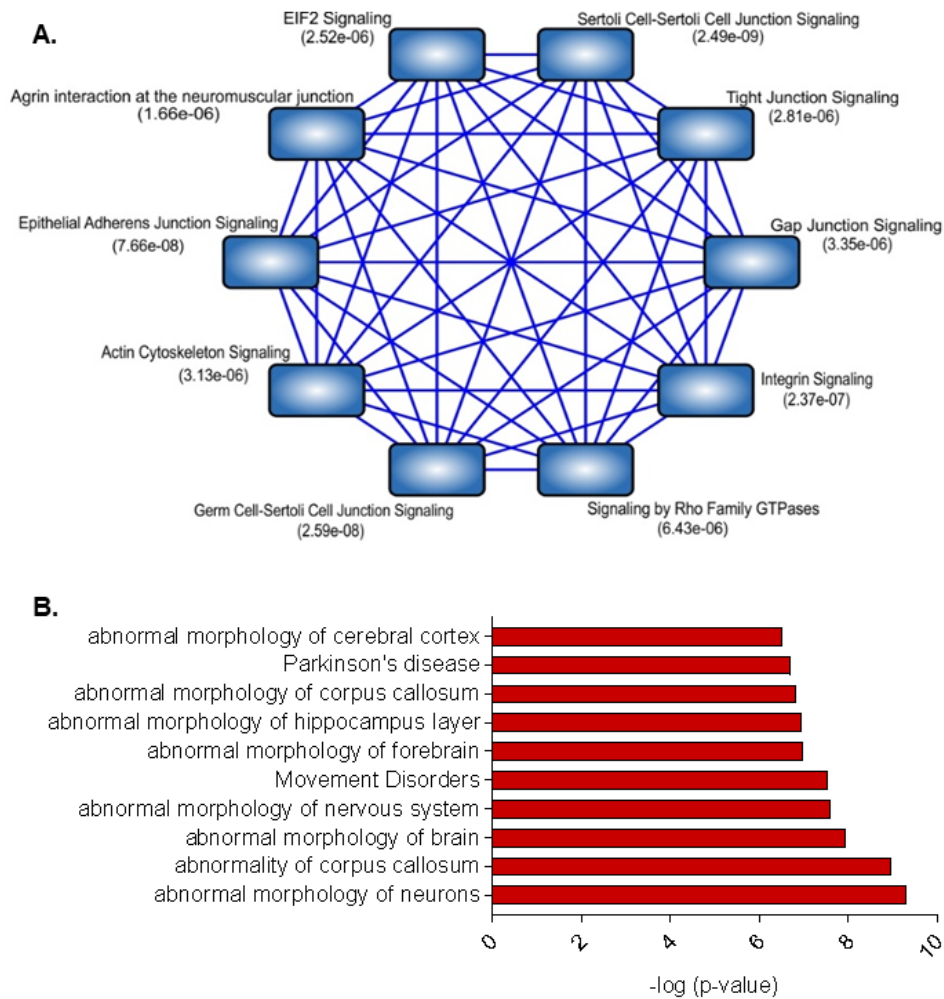 A.
EIF2 Signaling
(2.52e-06)
Sertoli Cell-Sertoli Cell Junction Signaling
(2.49e-09)
Agrin interaction at the neuromuscular junction
(1.66e-06)
Tight Junction Signaling
(2.81e-06)
Epithelial Adherens Junction Signaling
(7.66e-08)
Gap Junction Signaling
(3.35e-06)
Actin Cytoskeleton Signaling
(3.13e-06)
Integrin Signaling
(2.37e-07)
Germ Cell-Sertoli Cell Junction Signaling
(2.59e-08)
Signaling by Rho Family GTPases
(6.43e-06)
B.
abnormal morphology of cerebral cortex
Parkinson's disease
abnormal morphology of corpus callosum
abnormal morphology of hippocampus layer
abnormal morphology of forebrain
Movement Disorders
abnormal morphology of nervous system
abnormal morphology of brain
abnormality of corpus callosum
abnormal morphology of neurons
0 2 4 6 8 10
-log (p-value)